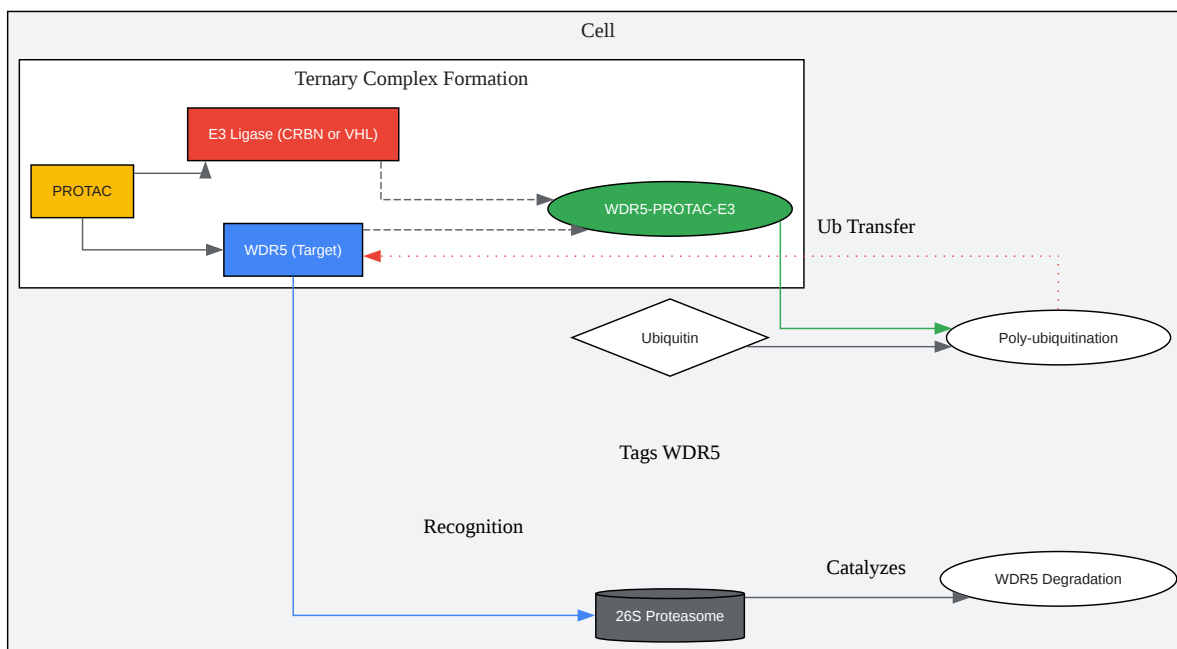 Cell
Ternary Complex Formation
E3 Ligase (CRBN or VHL)
PROTAC
WDR5-PROTAC-E3
Ub Transfer
WDR5 (Target)
Ubiquitin
Poly-ubiquitination
Tags WDR5
Recognition
Catalyzes
WDR5 Degradation
26S Proteasome